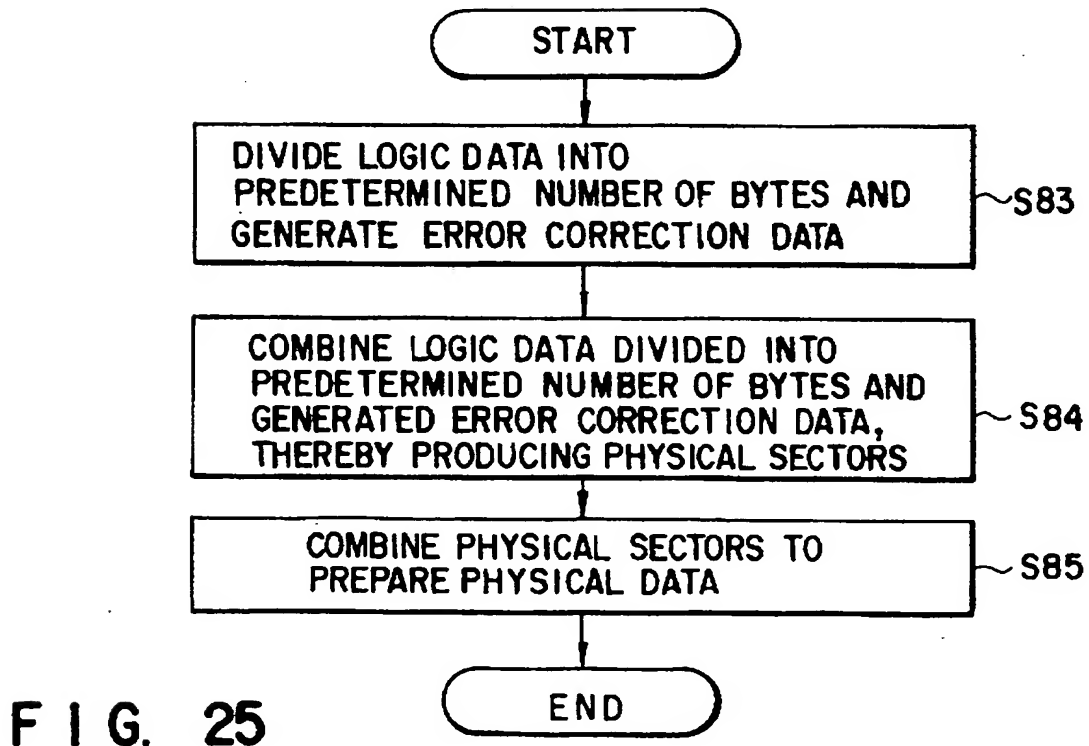 START
DIVIDE LOGIC DATA INTO
PREDETERMINED NUMBER OF BYTES AND
GENERATE ERROR CORRECTION DATA
S83
COMBINE LOGIC DATA DIVIDED INTO
PREDETERMINED NUMBER OF BYTES AND
GENERATED ERROR CORRECTION DATA,
THEREBY PRODUCING PHYSICAL SECTORS
S84
COMBINE PHYSICAL SECTORS TO
PREPARE PHYSICAL DATA
S85
END
FIG. 25